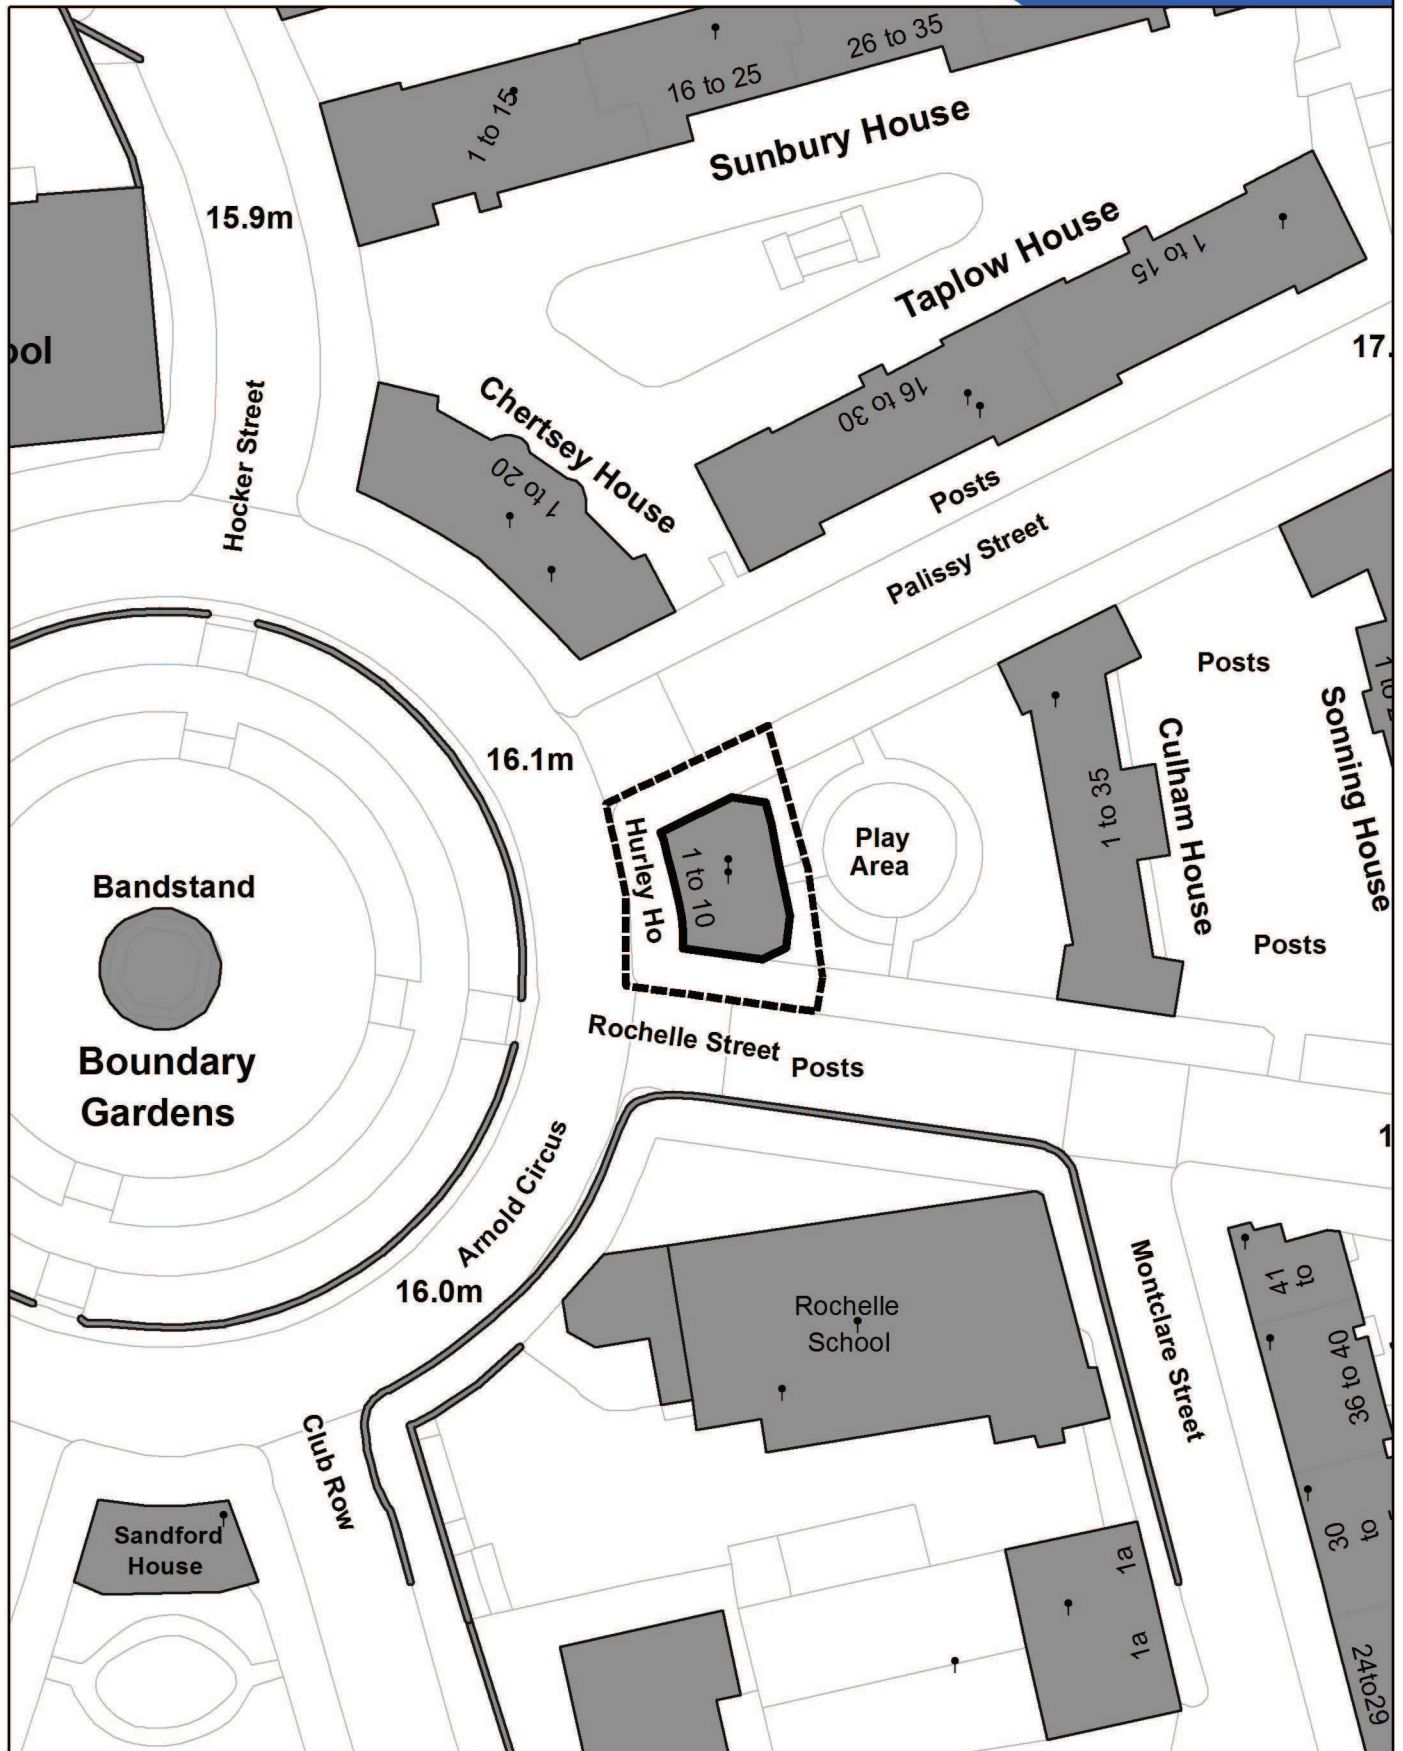 26 to 35
16 to 25
1 to 15
Sunbury House
15.9m
Taplow House
1 to 15
17.
ool
16 to 30
Chertsey House
1 to 20
Hocker Street
Posts
Palissy Street
Posts
Sonning House
Culham House
1 to 35
16.1m
Hurley Ho
1 to 10
Play
Area
Bandstand
Posts
Boundary
Gardens
Rochelle Street
Posts
Arnold Circus
16.0m
1
Rochelle
School
Montclare Street
41
to
36 to 40
Club Row
Sandford
House
30
to
1a
1a
24to29